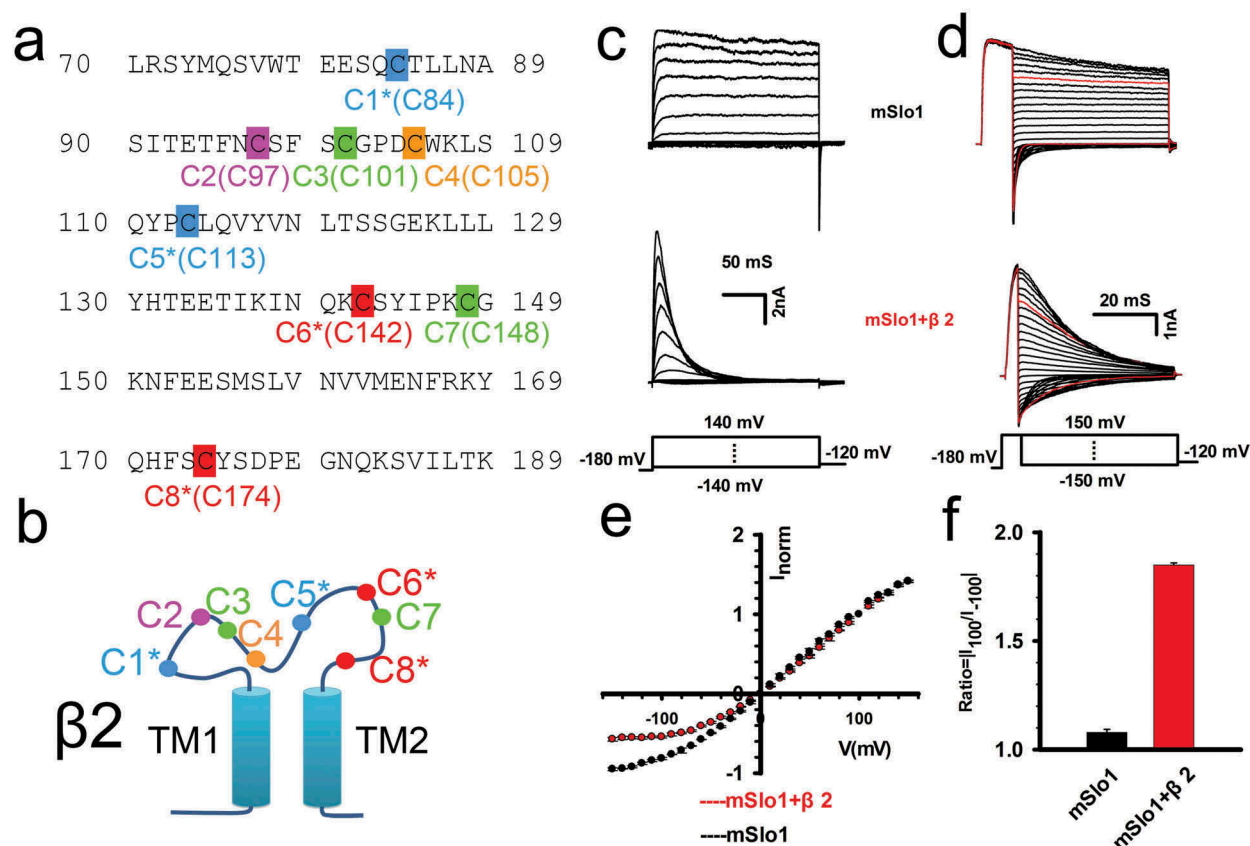 a
70 LRSYMQSVWT EESQCTLLNA 89
C1*(C84)
90 SITETFNCSF SCGPDCWKLS 109
C2(C97) C3(C101) C4(C105)
110 QYPCLQVYVN LTSSGEKLLL 129
C5*(C113)
130 YHTEETIKIN QKCSYIPKCG 149
C6*(C142) C7(C148)
150 KNFEESMSLV NVVMENFRKY 169
170 QHFSCYSDPE GNQKSVILTK 189
C8*(C174)
b
C1*
C2
C3
C4
C5*
C6*
C7
C8*
β2
TM1
TM2
c
d
mSlo1
50 mS
2nA
mSlo1+β 2
20 mS
1nA
140 mV
-180 mV
-120 mV
-140 mV
150 mV
-180 mV
-120 mV
-150 mV
e
Inorm
2
1
0
-1
-100
0
100
V(mV)
----mSlo1+β 2
----mSlo1
f
Ratio=|I100/I-100|
2.0
1.5
1.0
mSlo1
mSlo1+β 2